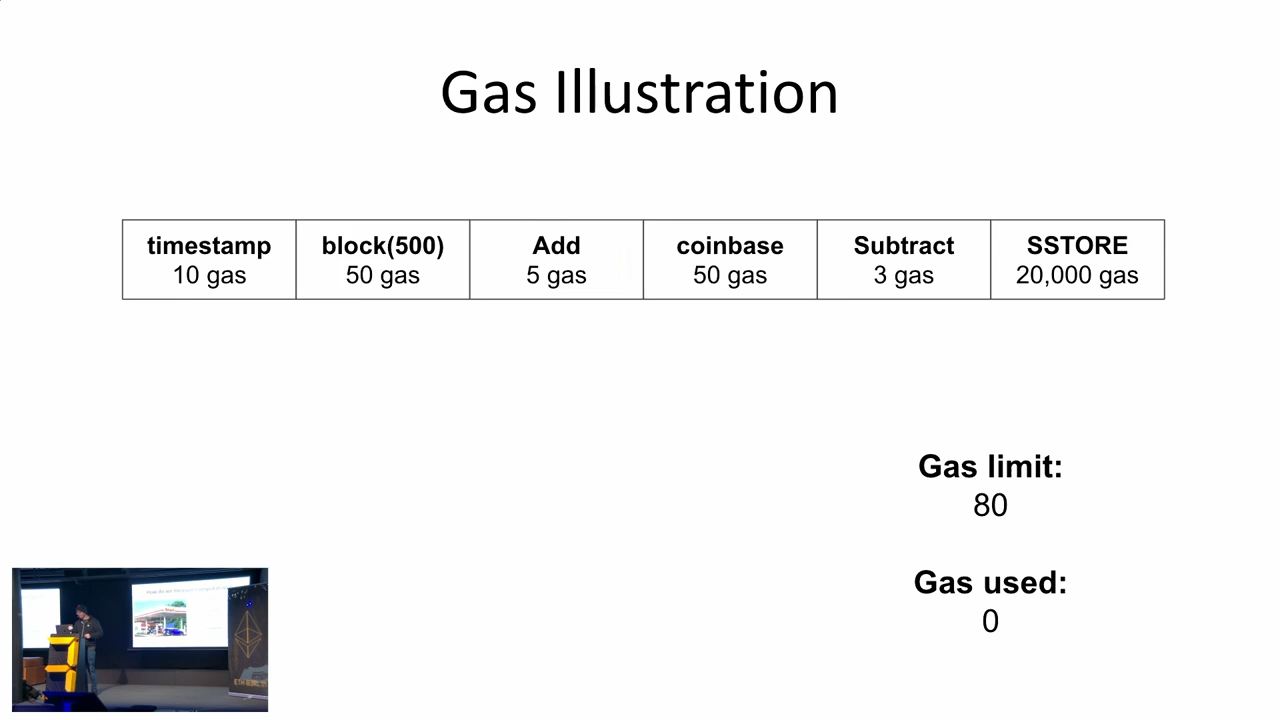 Gas Illustration
timestamp
10 gas
block(500)
50 gas
Add
5 gas
coinbase
50 gas
Subtract
3 gas
SSTORE
20,000 gas
Gas limit:
80
Gas used:
0